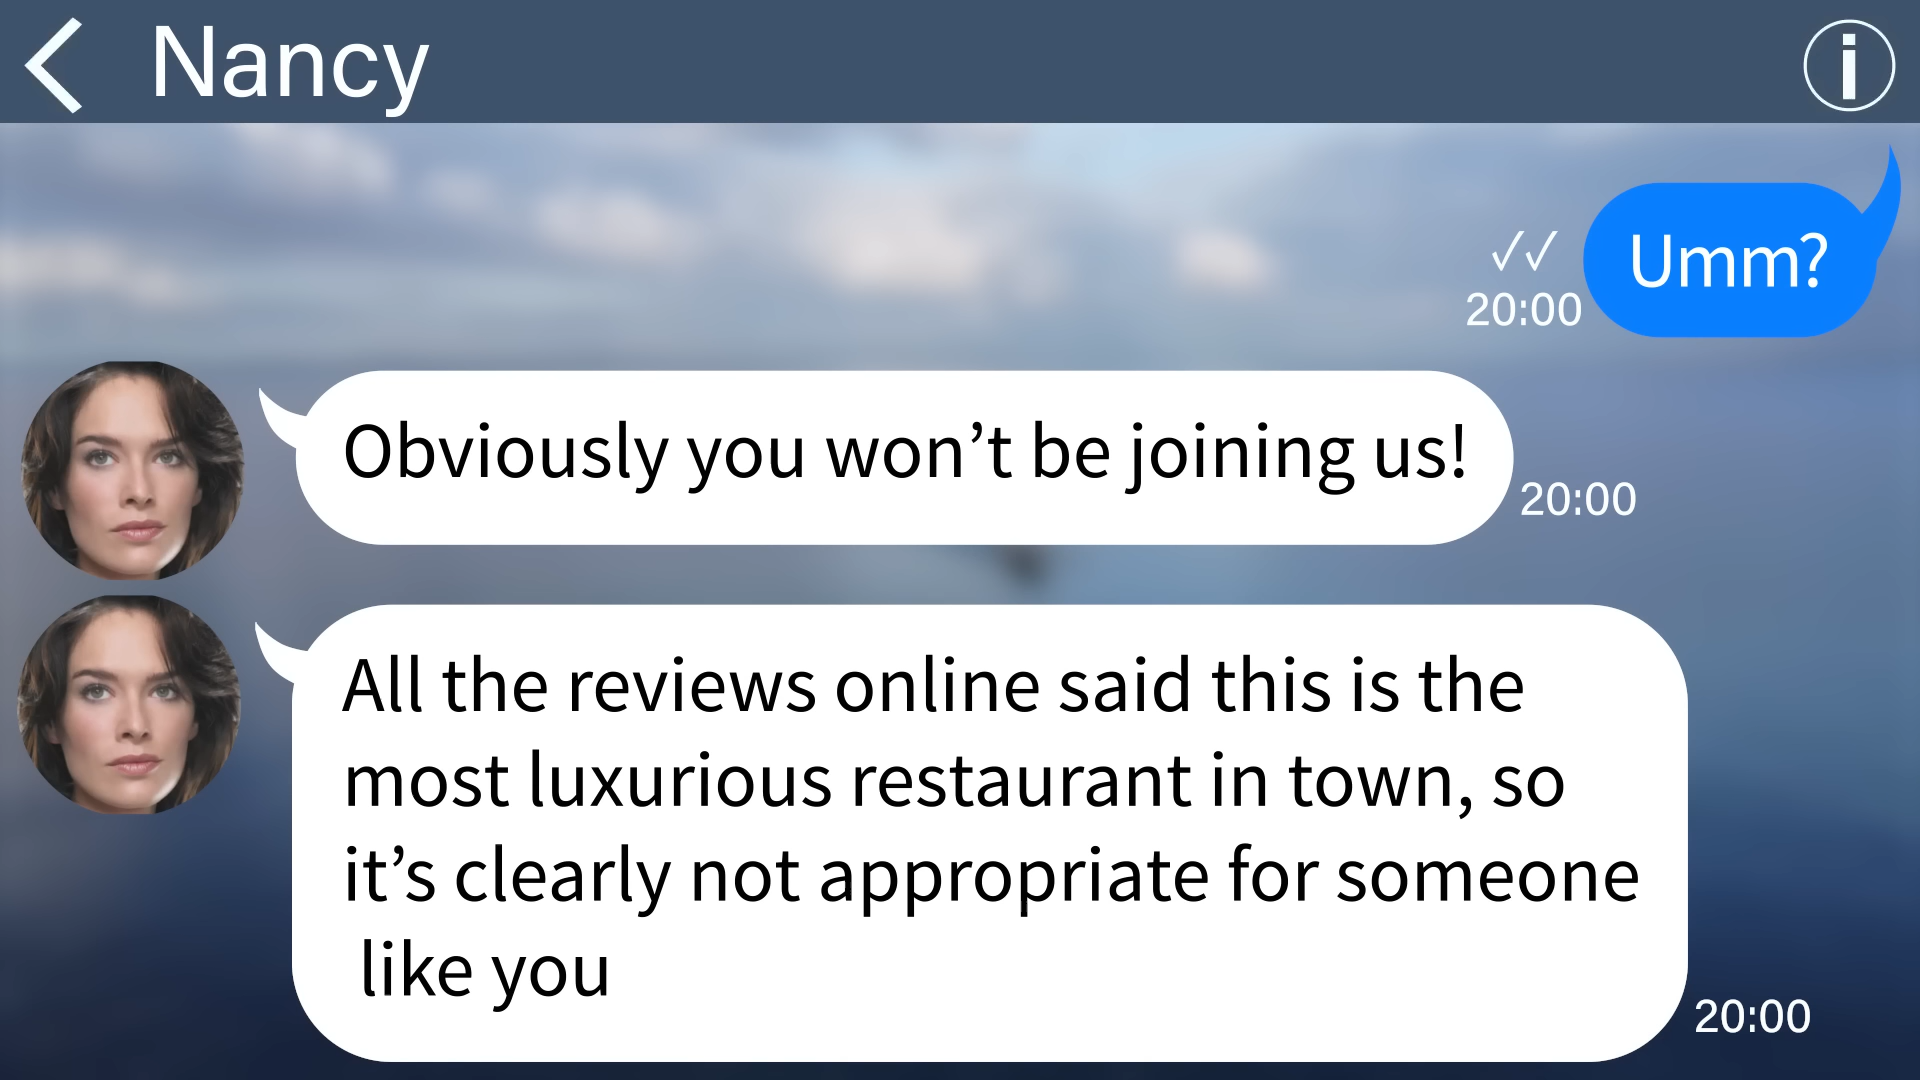 Nancy
Umm?
✓✓
20:00
Obviously you won’t be joining us!
20:00
All the reviews online said this is the
most luxurious restaurant in town, so
it’s clearly not appropriate for someone
like you
20:00